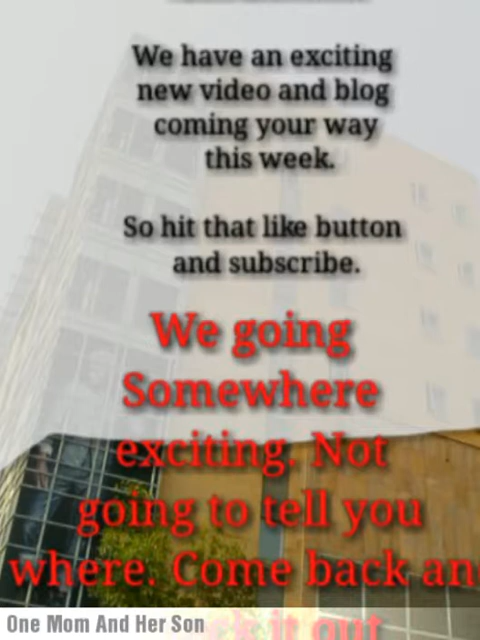 We have an exciting
new video and blog
coming your way
this week.
So hit that like button
and subscribe.
We going
Somewhere
exciting. Not
going to tell you
where. Come back an
it out
One Mom And Her Son